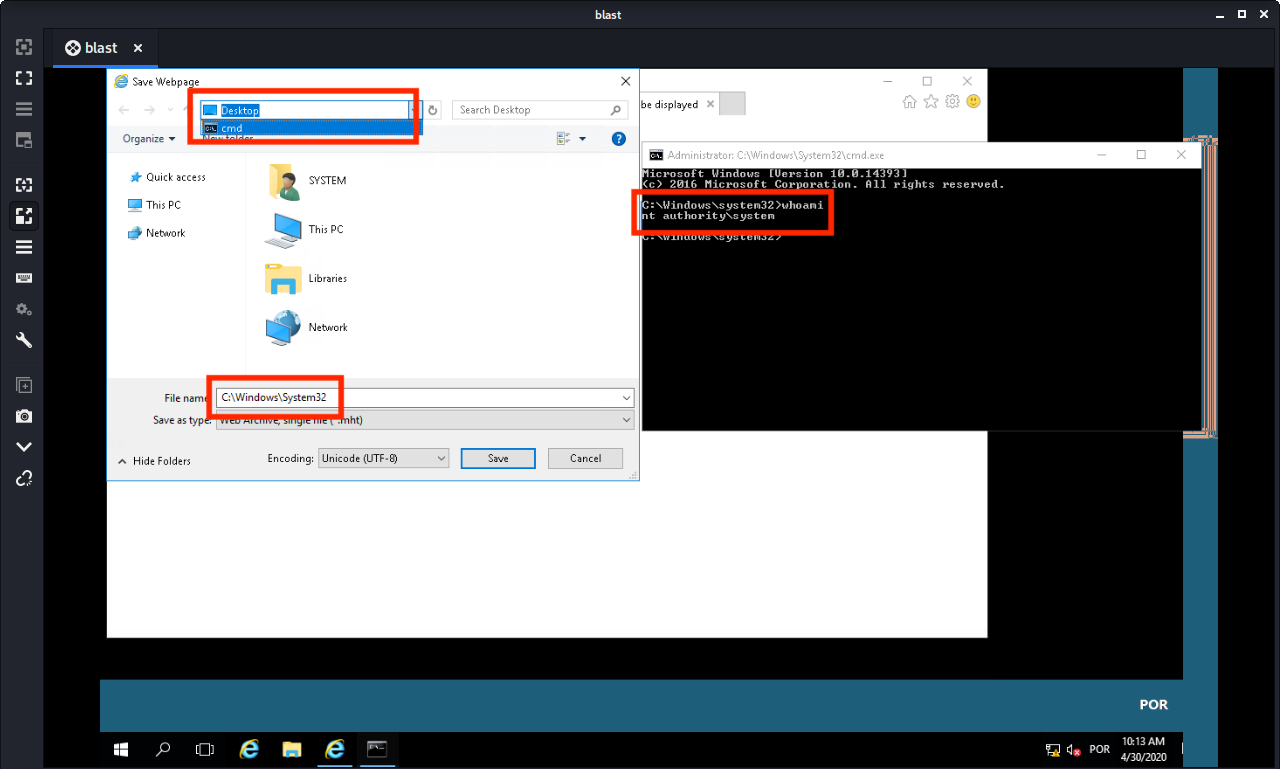 blast
blast
Save Webpage
Desktop
cmd
Search Desktop
be displayed
Organize
New folder
Quick access
This PC
Network
SYSTEM
This PC
Libraries
Network
File name
C:\Windows\System32
Save as type:
Web Archive, single file (*.mht)
Hide Folders
Encoding:
Unicode (UTF-8)
Save
Cancel
Administrator: C:\Windows\System32\cmd.exe
Microsoft Windows [Version 10.0.14393]
(c) 2016 Microsoft Corporation. All rights reserved.
C:\Windows\system32>whoami
nt authority\system
C:\Windows\system32>
POR
POR
10:13 AM
4/30/2020